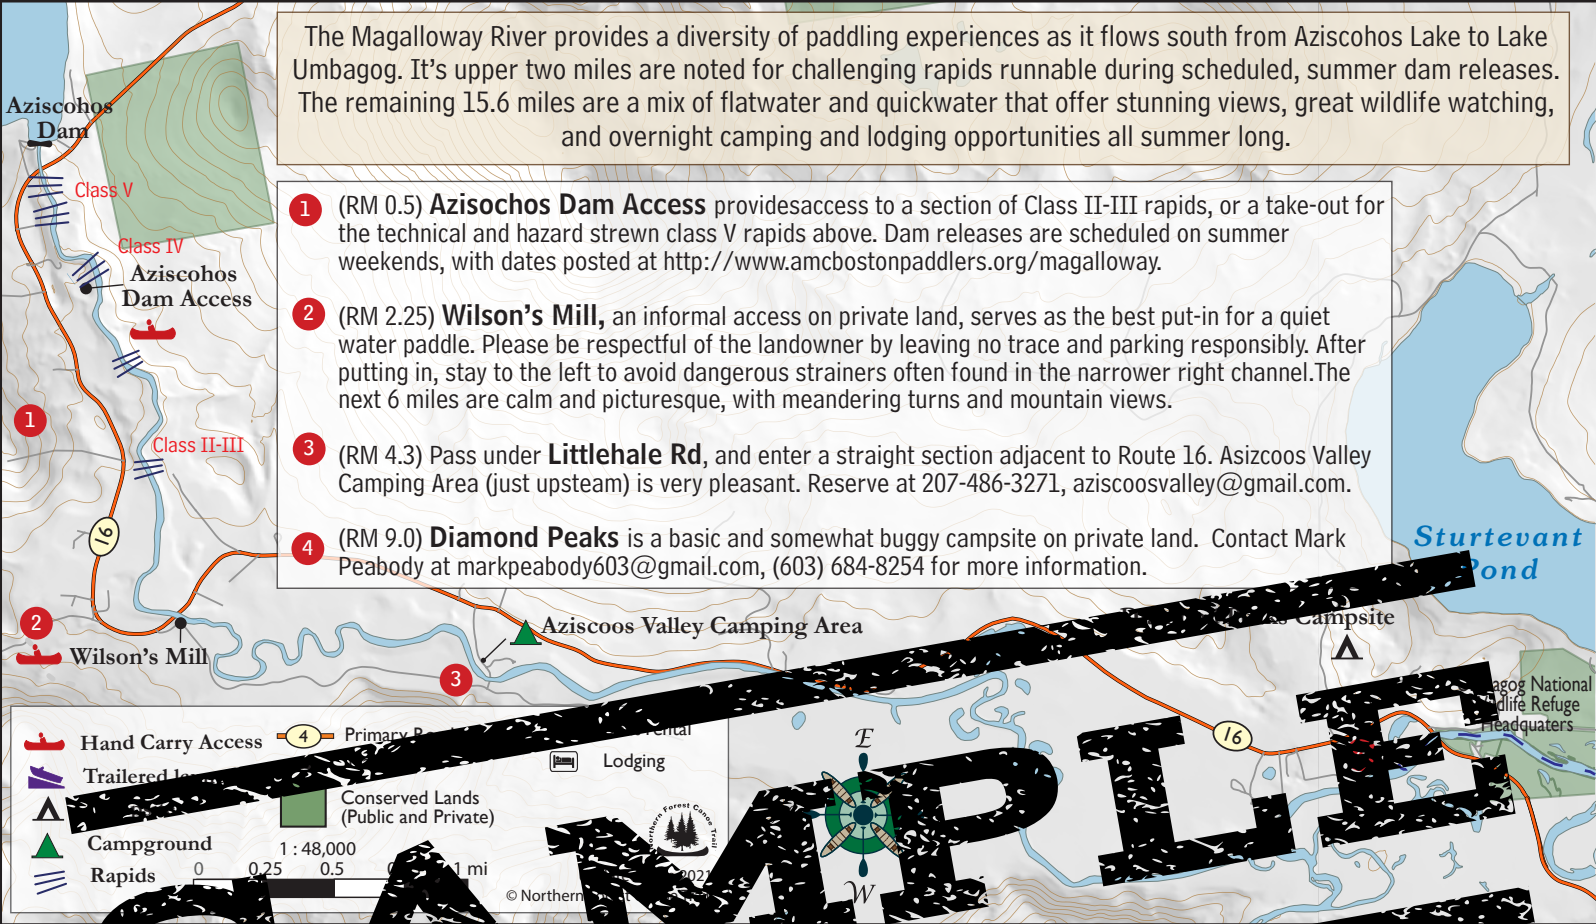 The Magalloway River provides a diversity of paddling experiences as it flows south from Aziscohos Lake to Lake
Umbagog. It's upper two miles are noted for challenging rapids runnable during scheduled, summer dam releases.
The remaining 15.6 miles are a mix of flatwater and quickwater that offer stunning views, great wildlife watching,
and overnight camping and lodging opportunities all summer long.
Aziscohos
Dam
Class V
Class IV
Aziscohos
Dam Access
1
Class II-III
16
2
Wilson's Mill
1 (RM 0.5) Azisochos Dam Access providesaccess to a section of Class II-III rapids, or a take-out for
the technical and hazard strewn class V rapids above. Dam releases are scheduled on summer
weekends, with dates posted at http://www.amcbostonpaddlers.org/magalloway.
2 (RM 2.25) Wilson's Mill, an informal access on private land, serves as the best put-in for a quiet
water paddle. Please be respectful of the landowner by leaving no trace and parking responsibly. After
putting in, stay to the left to avoid dangerous strainers often found in the narrower right channel.The
next 6 miles are calm and picturesque, with meandering turns and mountain views.
3 (RM 4.3) Pass under Littlehale Rd, and enter a straight section adjacent to Route 16. Asizcoos Valley
Camping Area (just upsteam) is very pleasant. Reserve at 207-486-3271, aziscoosvalley@gmail.com.
4 (RM 9.0) Diamond Peaks is a basic and somewhat buggy campsite on private land. Contact Mark
Peabody at markpeabody603@gmail.com, (603) 684-8254 for more information.
Sturtevant
Pond
Aziscoos Valley Camping Area
3
Campsite
National
Refuge
Headquaters
16
E
W
Hand Carry Access
4
Primary
Trailered
Lodging
Conserved Lands
(Public and Private)
Campground
Rapids
1 : 48,000
0 0.25 0.5 1 mi
Northern Forest Canoe Trail
2021
© Northern
SAMPLE